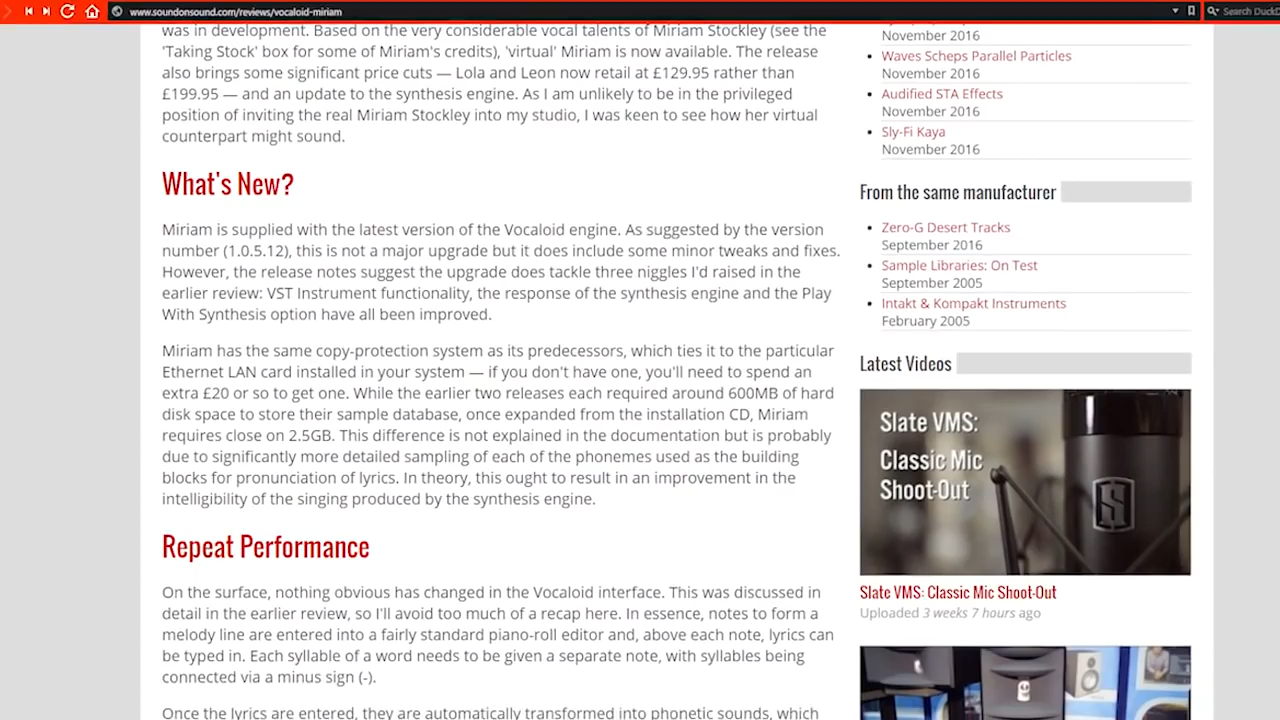 www.soundonsound.com/reviews/vocaloid-miriam
was in development. Based on the very considerable vocal talents of Miriam Stockley (see the
'Taking Stock' box for some of Miriam's credits), 'virtual' Miriam is now available. The release
also brings some significant price cuts — Lola and Leon now retail at £129.95 rather than
£199.95 — and an update to the synthesis engine. As I am unlikely to be in the privileged
position of inviting the real Miriam Stockley into my studio, I was keen to see how her virtual
counterpart might sound.
What's New?
Miriam is supplied with the latest version of the Vocaloid engine. As suggested by the version
number (1.0.5.12), this is not a major upgrade but it does include some minor tweaks and fixes.
However, the release notes suggest the upgrade does tackle three niggles I'd raised in the
earlier review: VST Instrument functionality, the response of the synthesis engine and the Play
With Synthesis option have all been improved.
Miriam has the same copy-protection system as its predecessors, which ties it to the particular
Ethernet LAN card installed in your system — if you don't have one, you'll need to spend an
extra £20 or so to get one. While the earlier two releases each required around 600MB of hard
disk space to store their sample database, once expanded from the installation CD, Miriam
requires close on 2.5GB. This difference is not explained in the documentation but is probably
due to significantly more detailed sampling of each of the phonemes used as the building
blocks for pronunciation of lyrics. In theory, this ought to result in an improvement in the
intelligibility of the singing produced by the synthesis engine.
Repeat Performance
On the surface, nothing obvious has changed in the Vocaloid interface. This was discussed in
detail in the earlier review, so I'll avoid too much of a recap here. In essence, notes to form a
melody line are entered into a fairly standard piano-roll editor and, above each note, lyrics can
be typed in. Each syllable of a word needs to be given a separate note, with syllables being
connected via a minus sign (-).
Once the lyrics are entered, they are automatically transformed into phonetic sounds, which
Search DuckD
November 2016
Waves Scheps Parallel Particles
November 2016
Audified STA Effects
November 2016
Sly-Fi Kaya
November 2016
From the same manufacturer
Zero-G Desert Tracks
September 2016
Sample Libraries: On Test
September 2005
Intakt & Kompakt Instruments
February 2005
Latest Videos
Slate VMS:
Classic Mic
Shoot-Out
Slate VMS: Classic Mic Shoot-Out
Uploaded 3 weeks 7 hours ago